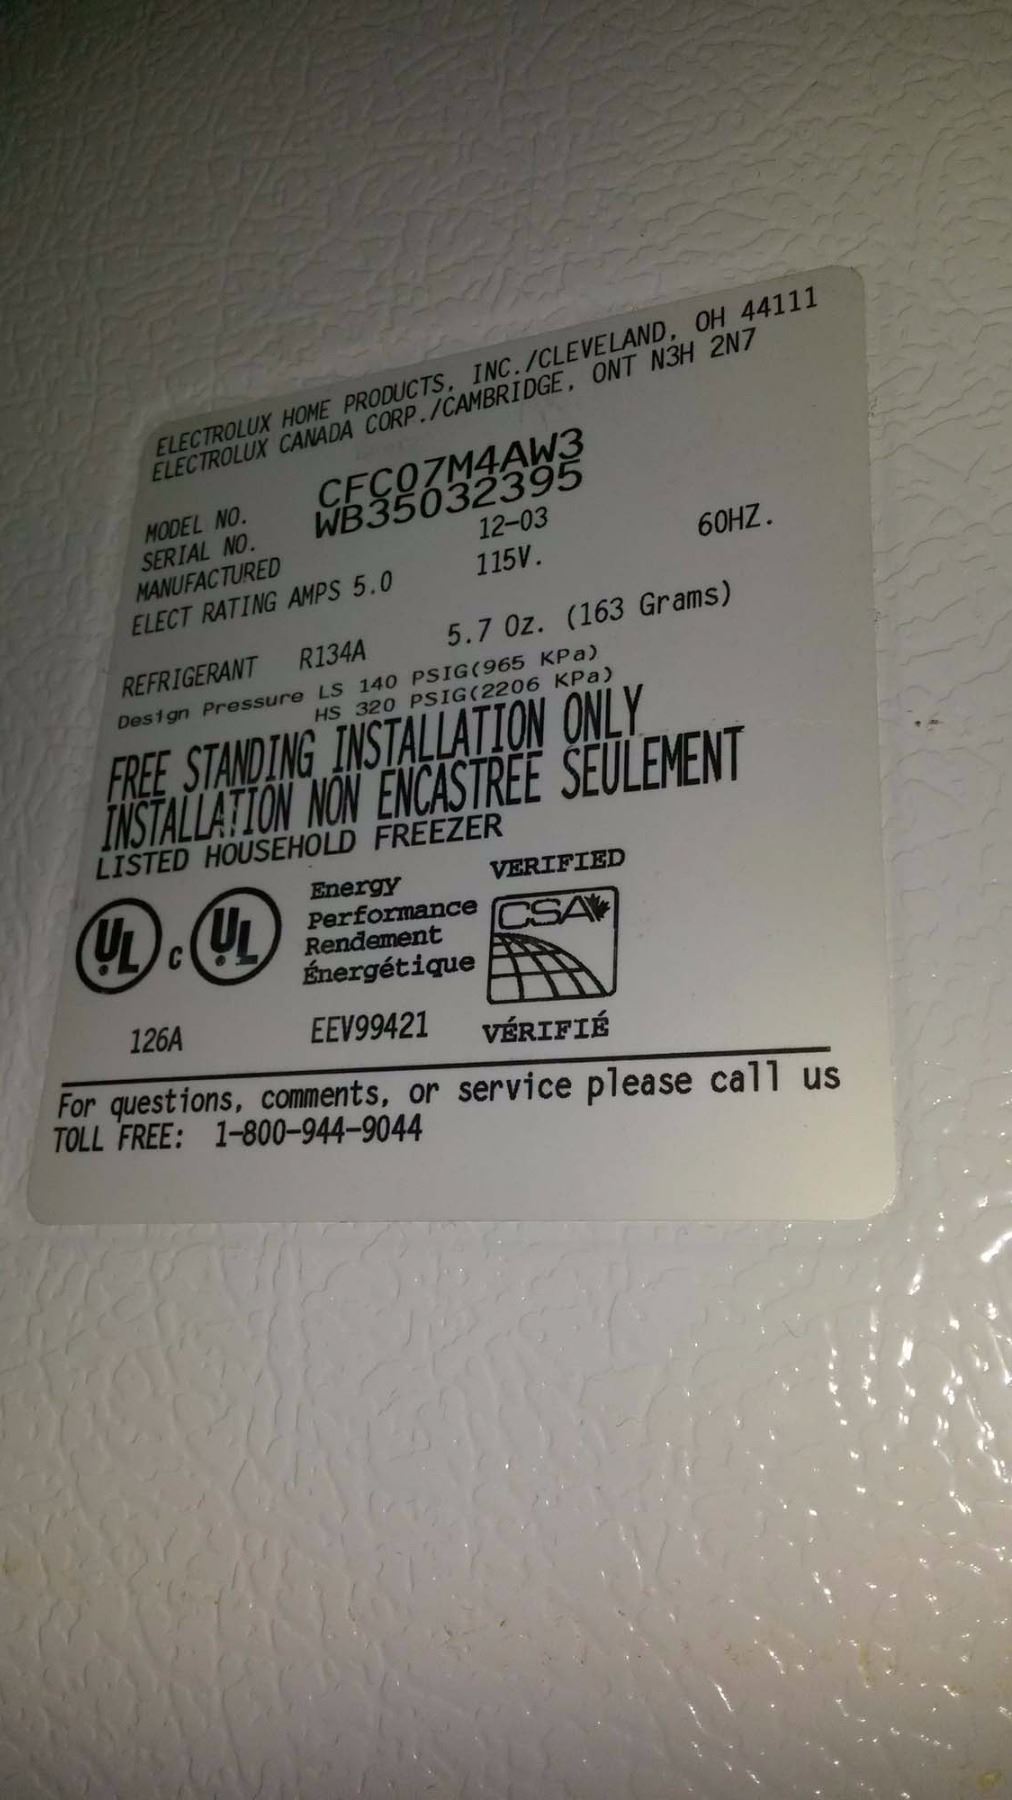 ELECTROLUX HOME PRODUCTS, INC./CLEVELAND, OH 44111
ELECTROLUX CANADA CORP./CAMBRIDGE, ONT N3H 2N7
MODEL NO. CFC07M4AW3
SERIAL NO. WB35032395
MANUFACTURED 12-03
ELECT RATING AMPS 5.0 115V. 60HZ.
REFRIGERANT R134A 5.7 Oz. (163 Grams)
Design Pressure LS 140 PSIG(965 KPa)
HS 320 PSIG(2206 KPa)
FREE STANDING INSTALLATION ONLY
INSTALLATION NON ENCASTREE SEULEMENT
LISTED HOUSEHOLD FREEZER
UL C UL
Energy
Performance
Rendement
Énergétique
VERIFIED
CSA
VÉRIFIÉ
126A EEV99421
For questions, comments, or service please call us
TOLL FREE: 1-800-944-9044